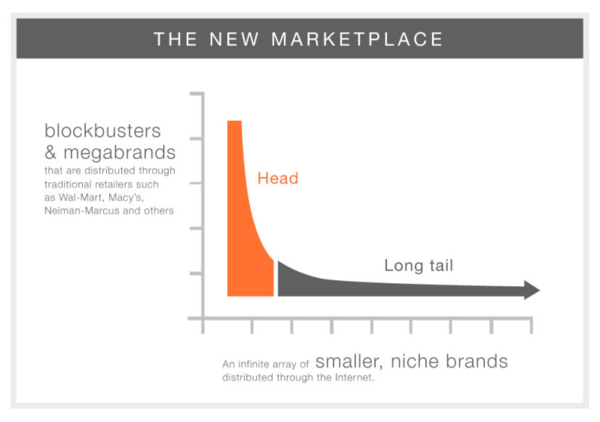 THE NEW MARKETPLACE
blockbusters
& megabrands
that are distributed through
traditional retailers such
as Wal-Mart, Macy's,
Neiman-Marcus and others
Head
Long tail
An infinite array of smaller, niche brands
distributed through the Internet.